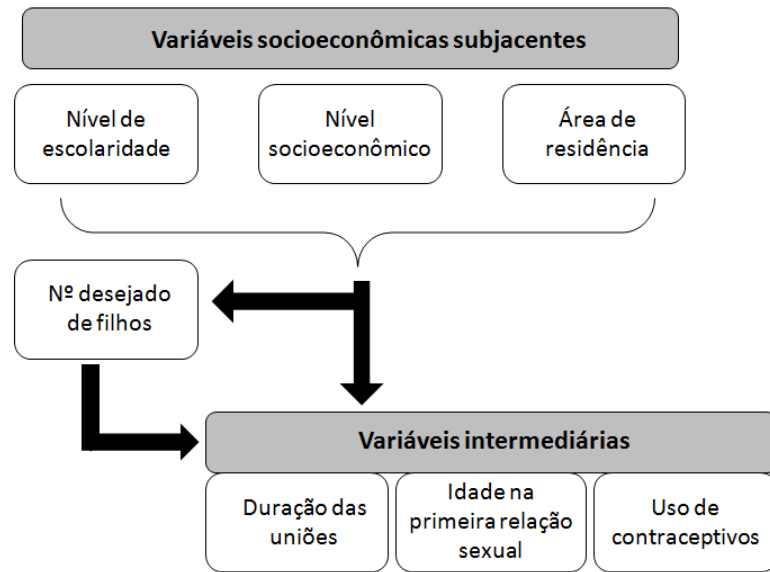 Variáveis socioeconômicas subjacentes
Nível de
escolaridade
Nível
socioeconômico
Área de
residência
Nº desejado
de filhos
Variáveis intermediárias
Duração das
uniões
Idade na
primeira relação
sexual
Uso de
contraceptivos